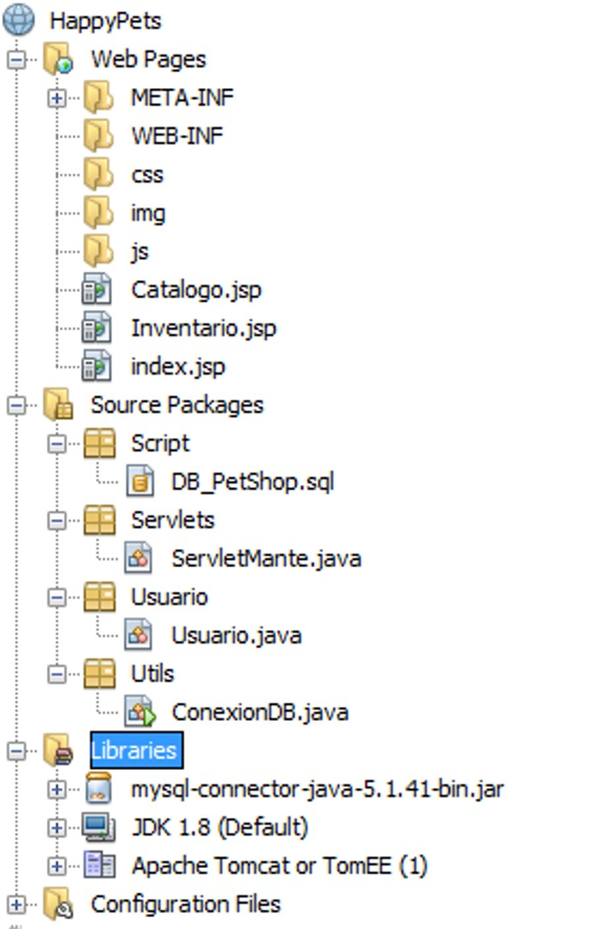 HappyPets
Web Pages
META-INF
WEB-INF
css
img
js
Catalogo.jsp
Inventario.jsp
index.jsp
Source Packages
Script
DB_PetShop.sql
Servlets
ServletMante.java
Usuario
Usuario.java
Utils
ConexionDB.java
Libraries
mysql-connector-java-5.1.41-bin.jar
JDK 1.8 (Default)
Apache Tomcat or TomEE (1)
Configuration Files